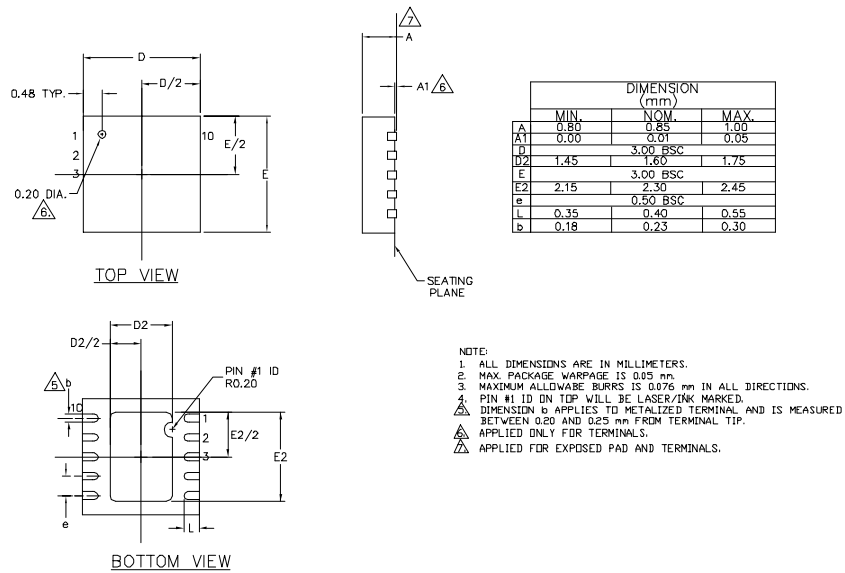 7
A
D
D/2
0.48 TYP.
A1 6
1
10
2
3
E/2
E
0.20 DIA.
6.
TOP VIEW
SEATING
PLANE
DIMENSION
(mm)
MIN. NOM. MAX.
A 0.80 0.85 1.00
A1 0.00 0.01 0.05
D 3.00 BSC
D2 1.45 1.60 1.75
E 3.00 BSC
E2 2.15 2.30 2.45
e 0.50 BSC
L 0.35 0.40 0.55
b 0.18 0.23 0.30
D2
D2/2
PIN #1 ID
R0.20
5 b
10
1
2
3
E2/2
E2
e
L
BOTTOM VIEW
NOTE:
1. ALL DIMENSIONS ARE IN MILLIMETERS.
2. MAX. PACKAGE WARPAGE IS 0.05 mm.
3. MAXIMUM ALLOWABE BURRS IS 0.076 mm IN ALL DIRECTIONS.
4. PIN #1 ID ON TOP WILL BE LASER/INK MARKED.
5. DIMENSION b APPLIES TO METALIZED TERMINAL AND IS MEASURED
BETWEEN 0.20 AND 0.25 mm FROM TERMINAL TIP.
6. APPLIED ONLY FOR TERMINALS.
7. APPLIED FOR EXPOSED PAD AND TERMINALS.